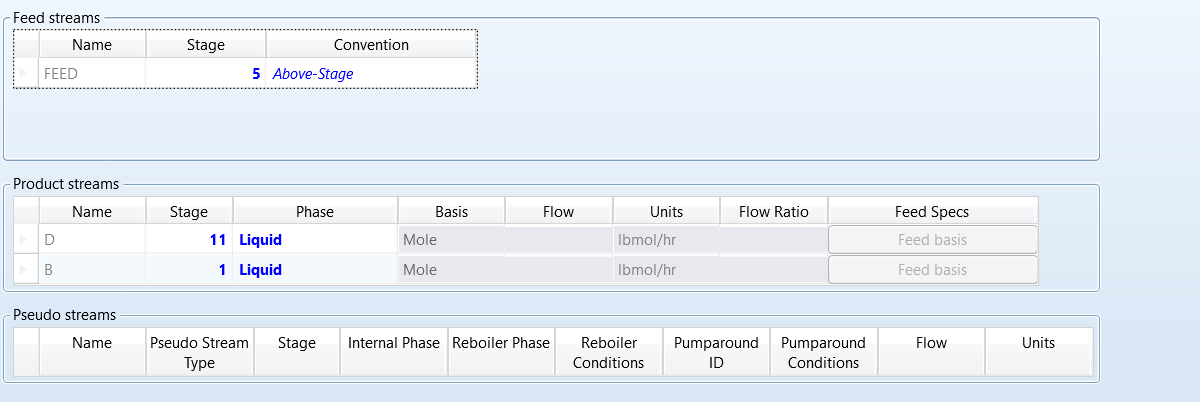 Feed streams
Name Stage Convention
FEED 5 Above-Stage
Product streams
Name Stage Phase Basis Flow Units Flow Ratio Feed Specs
D 11 Liquid Mole lbmol/hr Feed basis
B 1 Liquid Mole lbmol/hr Feed basis
Pseudo streams
Name Pseudo Stream Type Stage Internal Phase Reboiler Phase Reboiler Conditions Pumparound ID Pumparound Conditions Flow Units